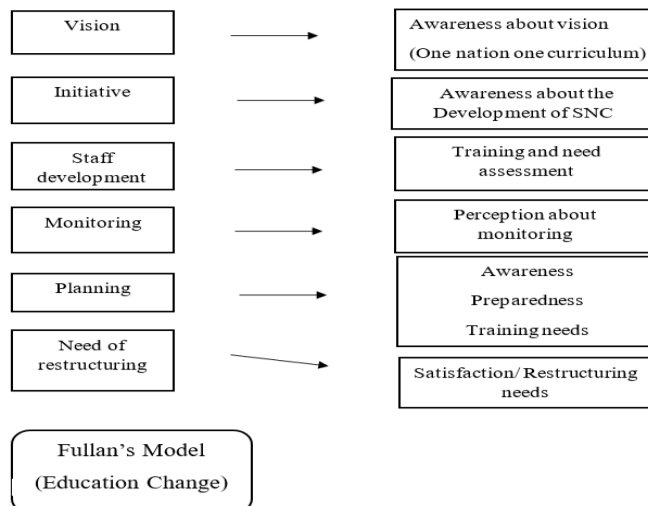 Vision
Awareness about vision
(One nation one curriculum)
Initiative
Awareness about the
Development of SNC
Staff
development
Training and need
assessment
Monitoring
Perception about
monitoring
Planning
Awareness
Preparedness
Training needs
Need of
restructuring
Satisfaction/ Restructuring
needs
Fullan’s Model
(Education Change)